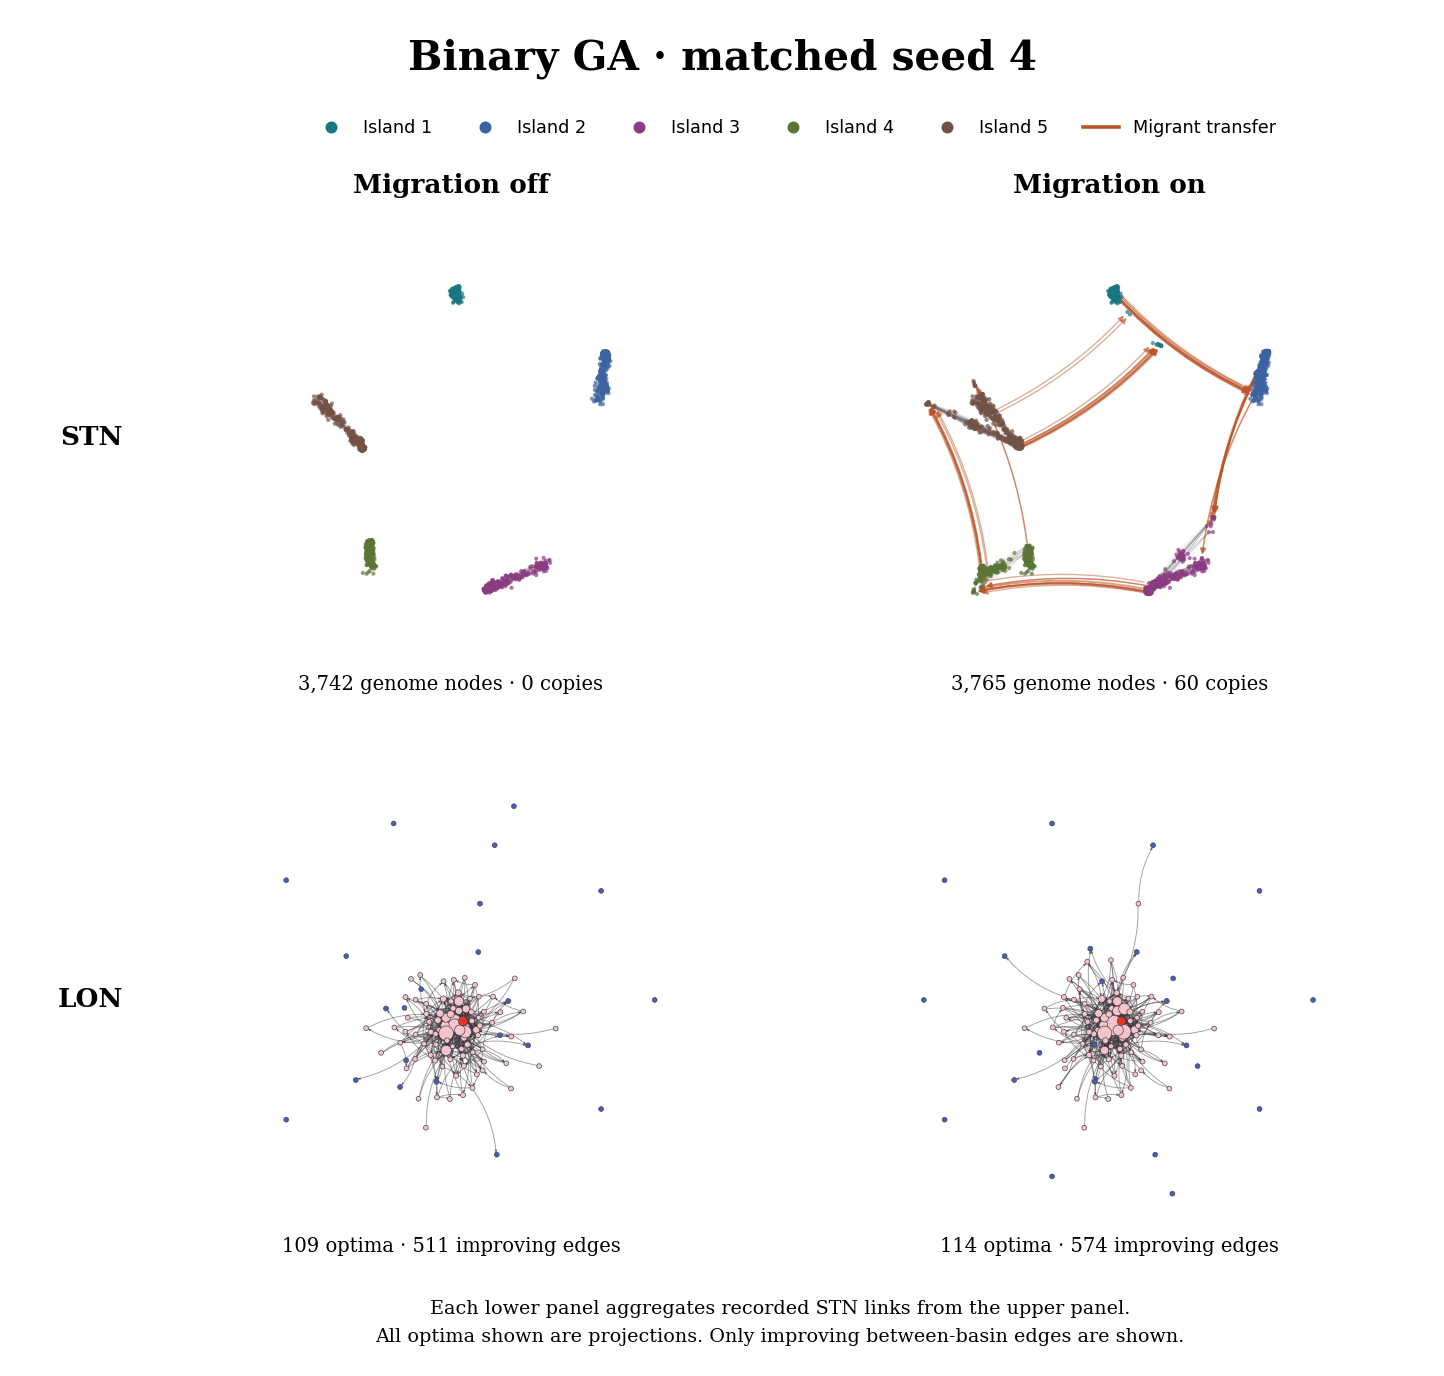 Binary GA · matched seed 4
Island 1
Island 2
Island 3
Island 4
Island 5
Migrant transfer
Migration off
Migration on
STN
3,742 genome nodes · 0 copies
3,765 genome nodes · 60 copies
LON
109 optima · 511 improving edges
114 optima · 574 improving edges
Each lower panel aggregates recorded STN links from the upper panel.
All optima shown are projections. Only improving between-basin edges are shown.